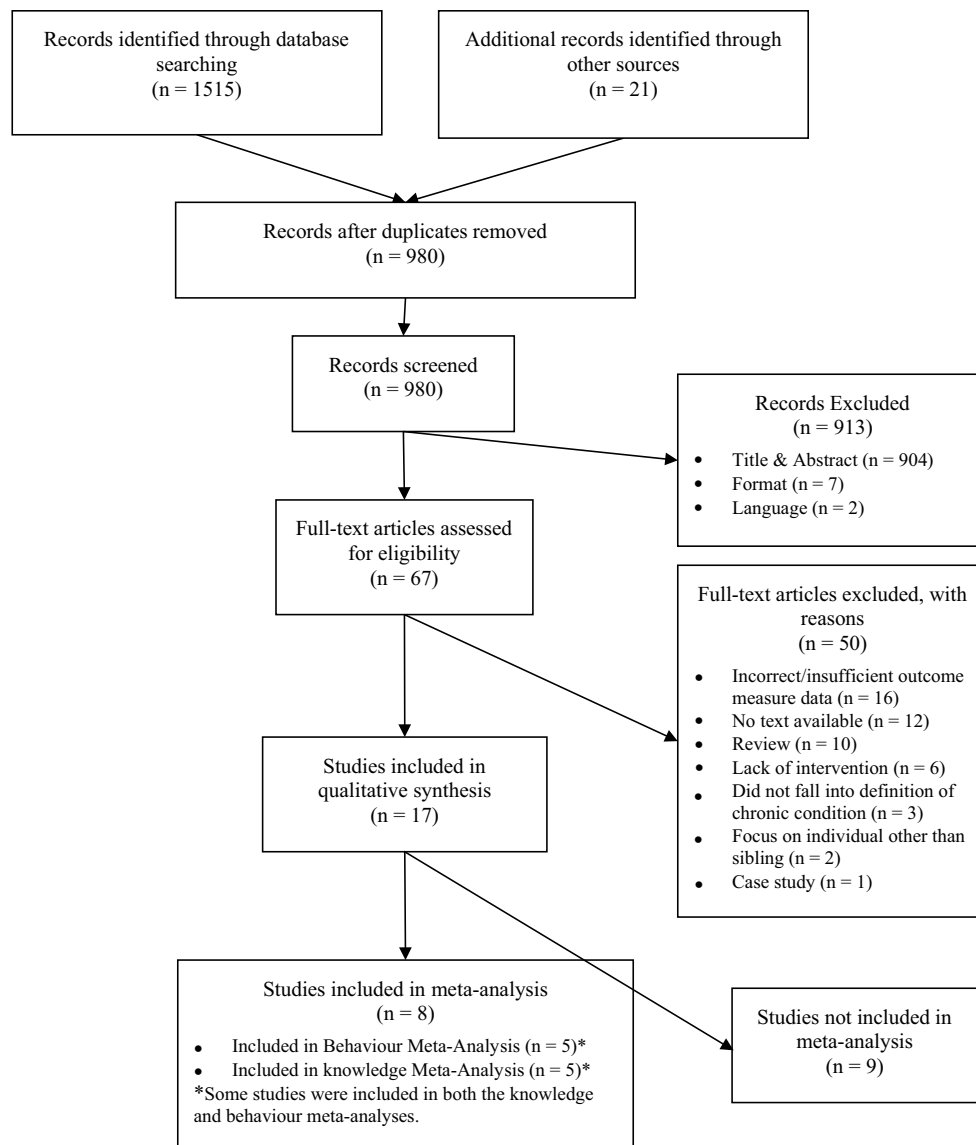 Records identified through database
searching
(n = 1515)
Additional records identified through
other sources
(n = 21)
Records after duplicates removed
(n = 980)
Records screened
(n = 980)
Records Excluded
(n = 913)
• Title & Abstract (n = 904)
• Format (n = 7)
• Language (n = 2)
Full-text articles assessed
for eligibility
(n = 67)
Full-text articles excluded, with
reasons
(n = 50)
• Incorrect/insufficient outcome
measure data (n = 16)
• No text available (n = 12)
• Review (n = 10)
• Lack of intervention (n = 6)
• Did not fall into definition of
chronic condition (n = 3)
• Focus on individual other than
sibling (n = 2)
• Case study (n = 1)
Studies included in
qualitative synthesis
(n = 17)
Studies included in meta-analysis
(n = 8)
• Included in Behaviour Meta-Analysis (n = 5)*
• Included in knowledge Meta-Analysis (n = 5)*
*Some studies were included in both the knowledge
and behaviour meta-analyses.
Studies not included in
meta-analysis
(n = 9)